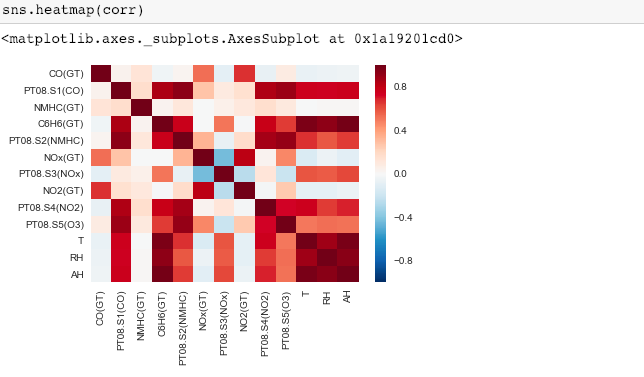 sns.heatmap(corr)
<matplotlib.axes._subplots.AxesSubplot at 0x1a19201cd0>
CO(GT)
PT08.S1(CO)
NMHC(GT)
C6H6(GT)
PT08.S2(NMHC)
NOx(GT)
PT08.S3(NOx)
NO2(GT)
PT08.S4(NO2)
PT08.S5(O3)
T
RH
AH
0.8
0.4
0.0
−0.4
−0.8
CO(GT)
PT08.S1(CO)
NMHC(GT)
C6H6(GT)
PT08.S2(NMHC)
NOx(GT)
PT08.S3(NOx)
NO2(GT)
PT08.S4(NO2)
PT08.S5(O3)
T
RH
AH